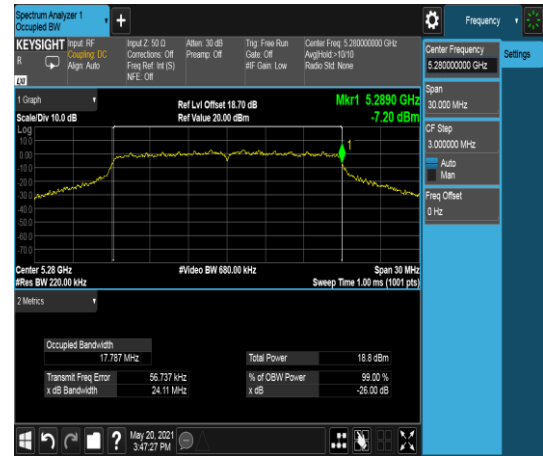 Spectrum Analyzer 1
Occupied BW
+
Frequency
KEYSIGHT
R
LXI
Input: RF
Coupling: DC
Align: Auto
Input Z: 50 Ω
Corrections: Off
Freq Ref: Int (S)
NFE: Off
Atten: 30 dB
Preamp: Off
Trig: Free Run
Gate: Off
#IF Gain: Low
Center Freq: 5.280000000 GHz
Avg|Hold:>10/10
Radio Std: None
Center Frequency
5.280000000 GHz
Settings
Span
30.000 MHz
CF Step
3.000000 MHz
Auto
Man
Freq Offset
0 Hz
1 Graph
Scale/Div 10.0 dB
Ref Lvl Offset 18.70 dB
Ref Value 20.00 dBm
Mkr1 5.2890 GHz
-7.20 dBm
Log
10.0
0.00
-10.0
-20.0
-30.0
-40.0
-50.0
-60.0
-70.0
1
Center 5.28 GHz
#Res BW 220.00 kHz
#Video BW 680.00 kHz
Span 30 MHz
Sweep Time 1.00 ms (1001 pts)
2 Metrics
Occupied Bandwidth
17.787 MHz
Total Power 18.8 dBm
Transmit Freq Error 56.737 kHz
% of OBW Power 99.00 %
x dB Bandwidth 24.11 MHz
x dB -26.00 dB
?
May 20, 2021
3:47:27 PM